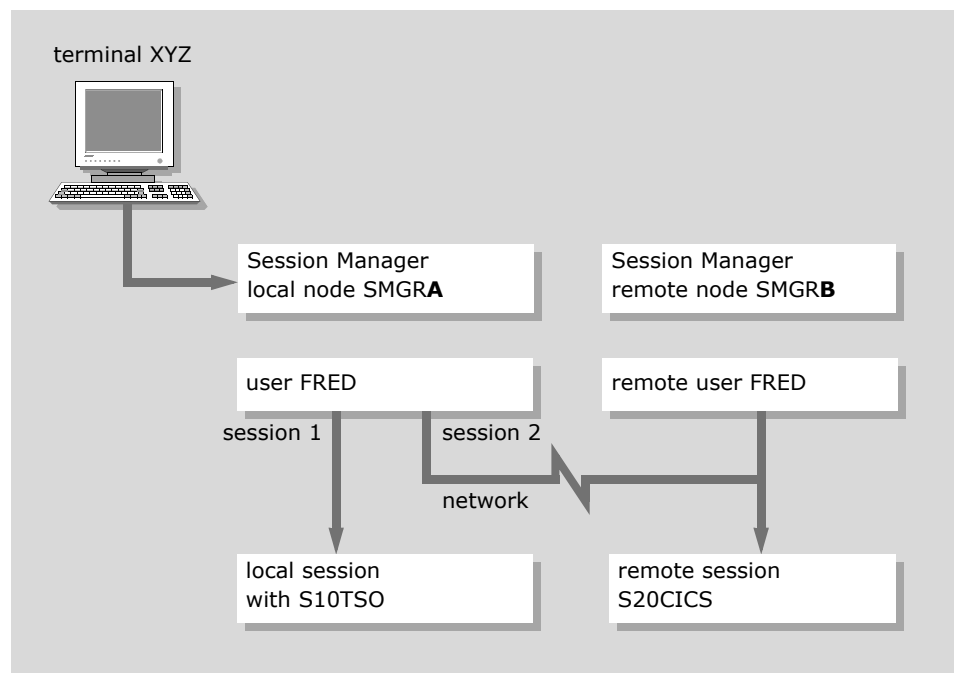 terminal XYZ
Session Manager
local node SMGRA
Session Manager
remote node SMGRB
user FRED
remote user FRED
session 1
session 2
network
local session
with S10TSO
remote session
S20CICS